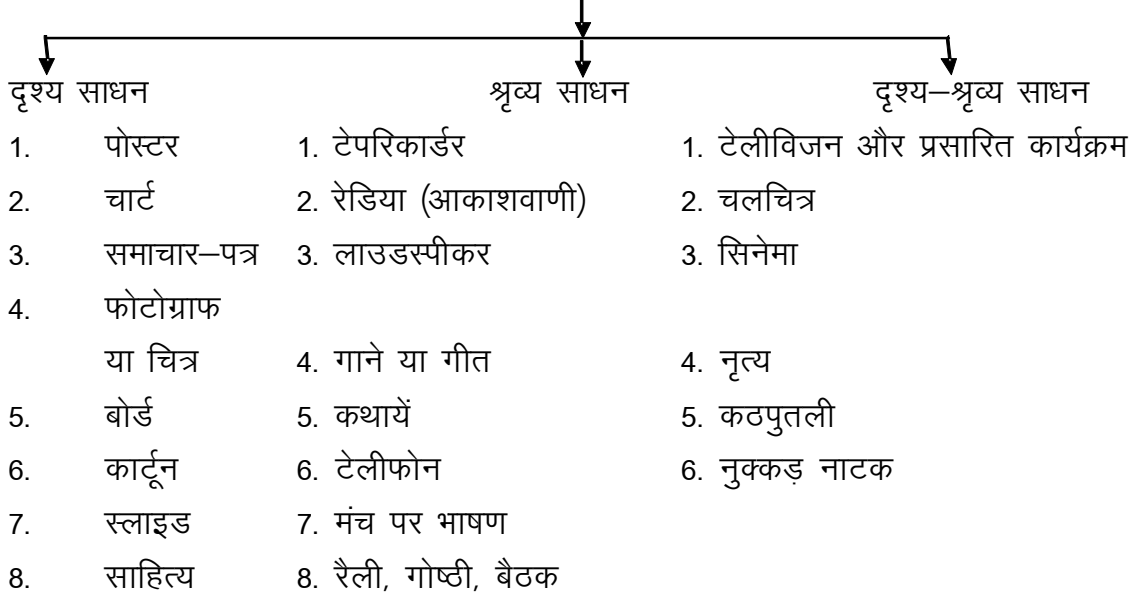 दृश्य साधन श्रृव्य साधन दृश्य–श्रृव्य साधन
1. पोस्टर 1. टेपरिकार्डर 1. टेलीविजन और प्रसारित कार्यक्रम
2. चार्ट 2. रेडिया (आकाशवाणी) 2. चलचित्र
3. समाचार–पत्र 3. लाउडस्पीकर 3. सिनेमा
4. फोटोग्राफ
या चित्र 4. गाने या गीत 4. नृत्य
5. बोर्ड 5. कथायें 5. कठपुतली
6. कार्टून 6. टेलीफोन 6. नुक्कड़ नाटक
7. स्लाइड 7. मंच पर भाषण
8. साहित्य 8. रैली, गोष्ठी, बैठक